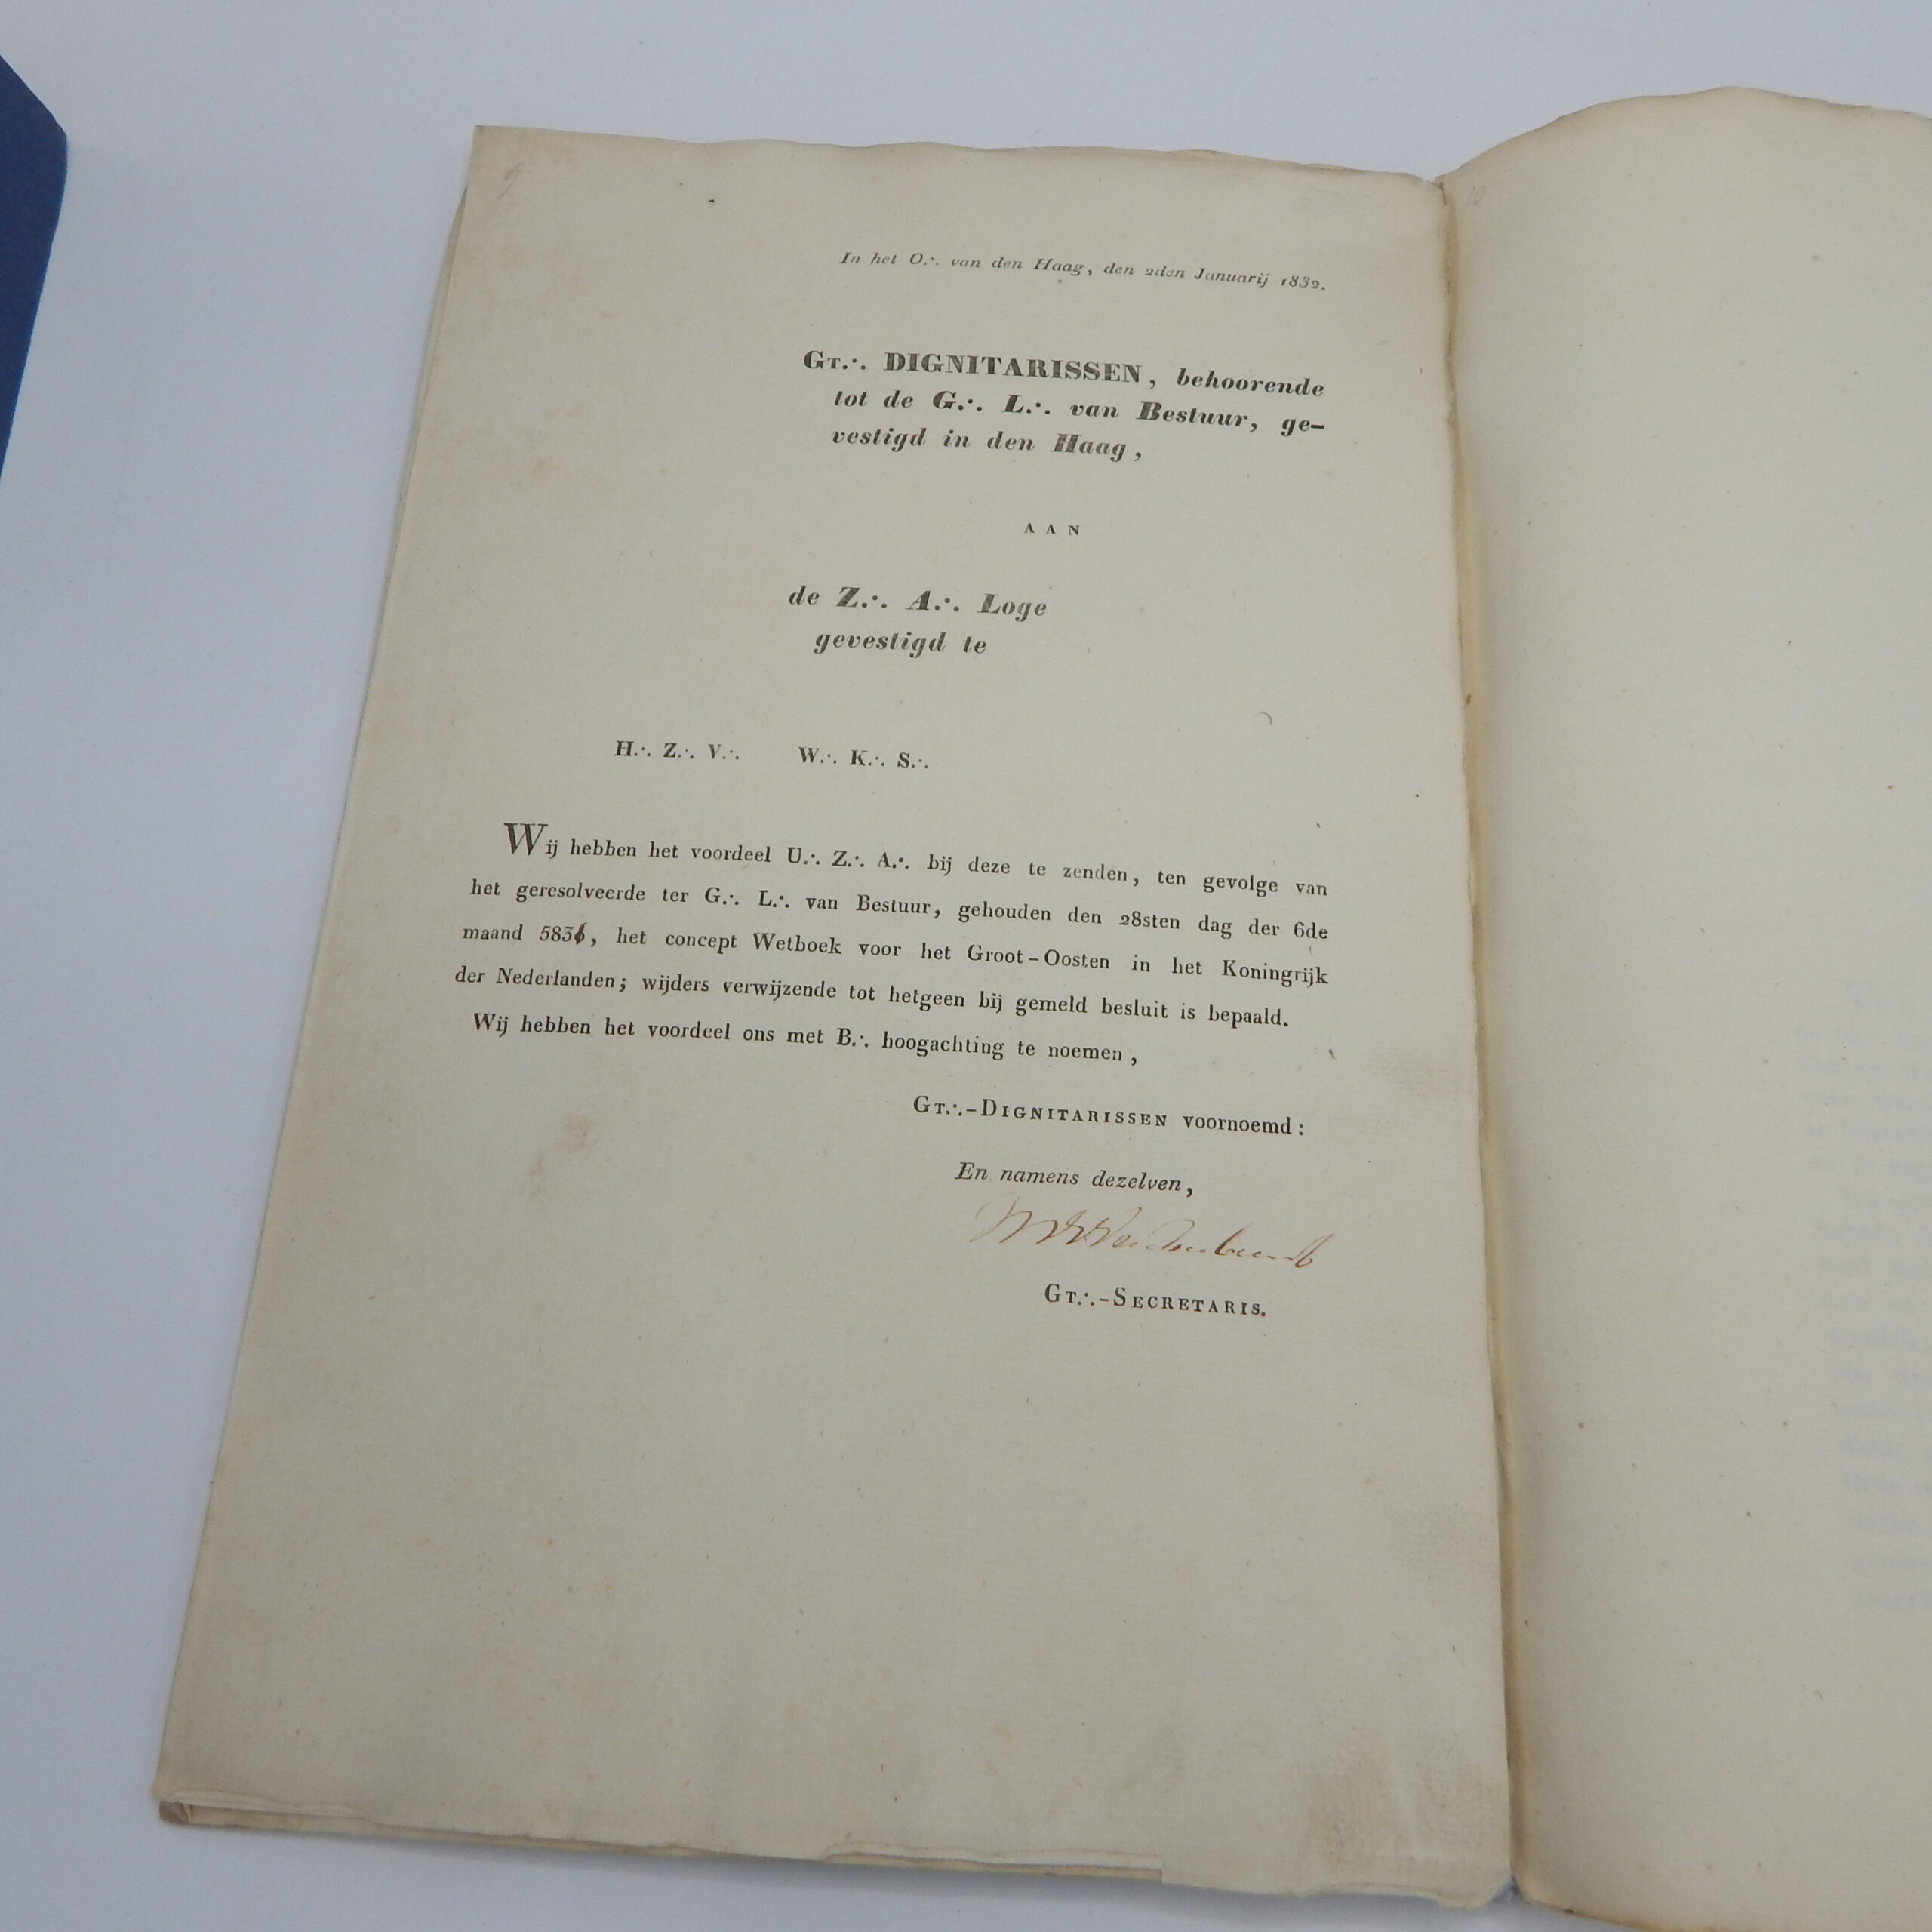 In het O∴ van den Haag, den 2den Januarij 1832.
GT∴ DIGNITARISSEN, behoorende
tot de G∴ L∴ van Bestuur, ge-
vestigd in den Haag,
AAN
de Z∴ A∴ Loge
gevestigd te
H∴ Z∴ V∴ W∴ K∴ S∴
Wij hebben het voordeel U∴ Z∴ A∴ bij deze te zenden, ten gevolge van
het geresolveerde ter G∴ L∴ van Bestuur, gehouden den 28sten dag der 6de
maand , het concept Wetboek voor het Groot-Oosten in het Koningrijk
der Nederlanden; wijders verwijzende tot hetgeen bij gemeld besluit is bepaald.
Wij hebben het voordeel ons met B∴ hoogachting te noemen,
GT∴-DIGNITARISSEN voornoemd:
En namens dezelven,
GT∴-SECRETARIS.